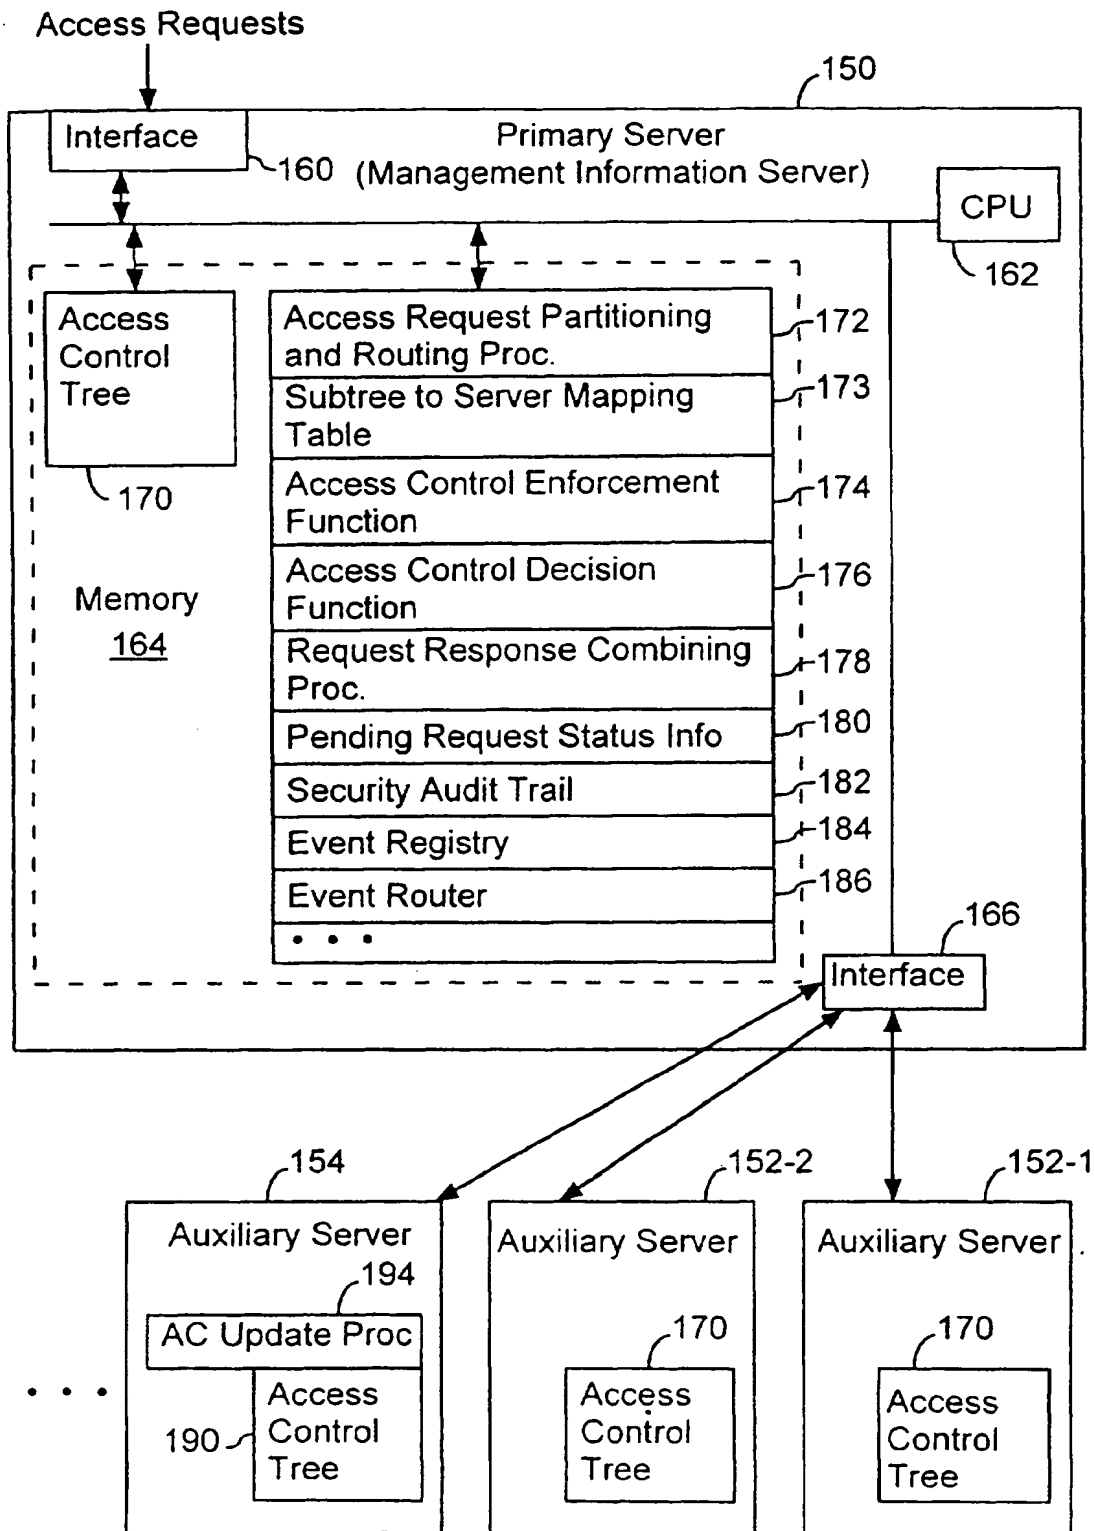 Access Requests
150
Interface
160
Primary Server
(Management Information Server)
CPU
162
Access
Control
Tree
170
Memory
164
Access Request Partitioning
and Routing Proc.
172
Subtree to Server Mapping
Table
173
Access Control Enforcement
Function
174
Access Control Decision
Function
176
Request Response Combining
Proc.
178
Pending Request Status Info
180
Security Audit Trail
182
Event Registry
184
Event Router
186
• • •
166
Interface
154
Auxiliary Server
194
AC Update Proc
190
Access
Control
Tree
• • •
152-2
Auxiliary Server
170
Access
Control
Tree
152-1
Auxiliary Server
170
Access
Control
Tree